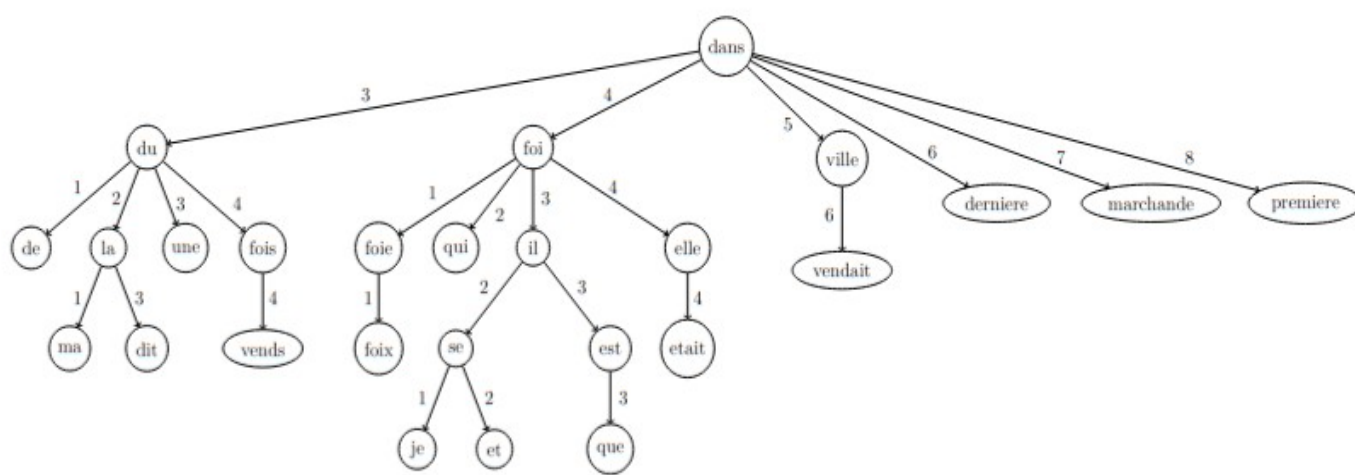 dans
3 4 5 6 7 8
du foi ville derniere marchande premiere
1 2 3 4 1 2 3 4 6
de la une fois foie qui il elle vendait
1 3 4 1 2 3 4
ma dit vends foix se est etait
1 2 3
je et que